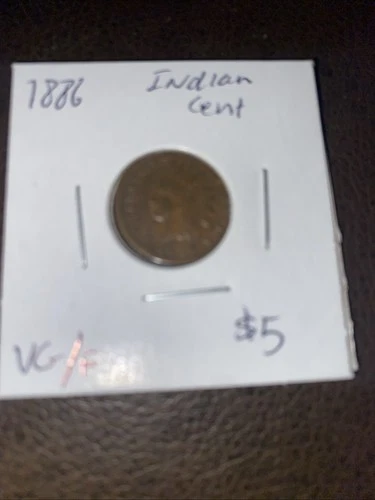 1886
Indian
Cent
VG/F
$5